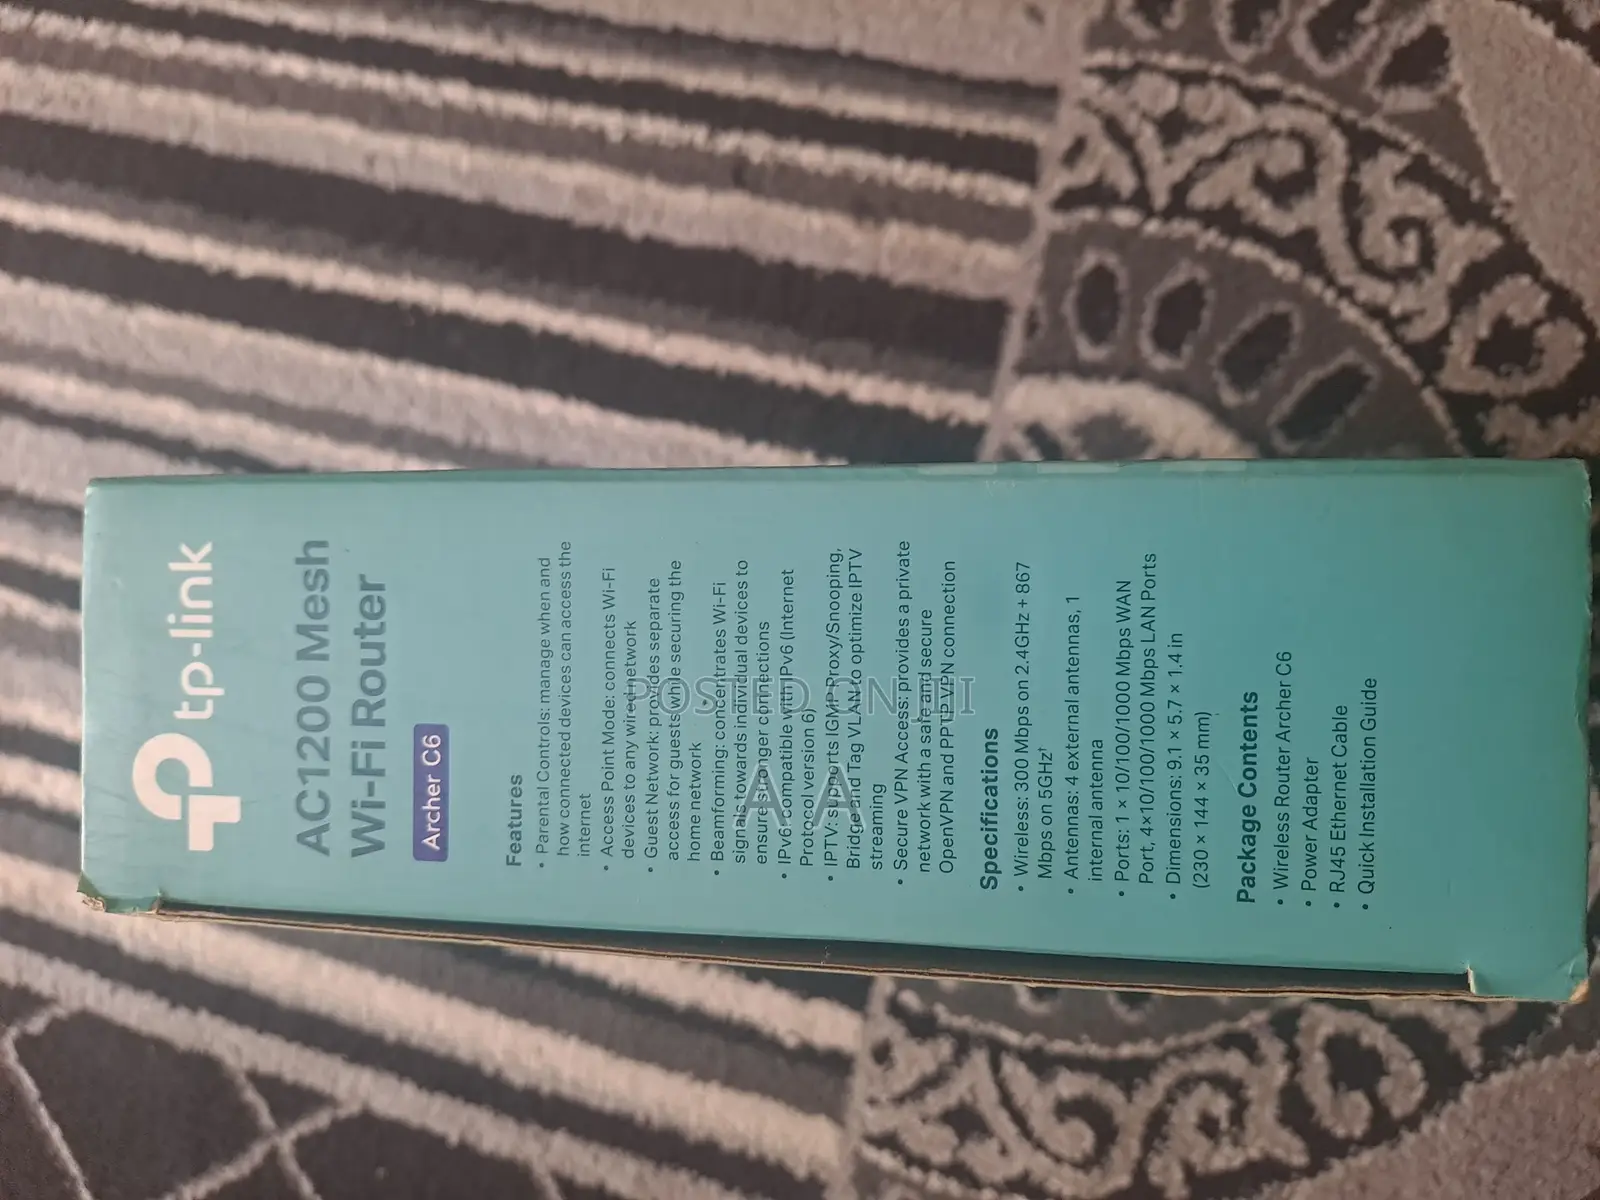 tp-link
AC1200 Mesh
Wi-Fi Router
Archer C6
Features
• Parental Controls: manage when and
how connected devices can access the
internet
• Access Point Mode: connects Wi-Fi
devices to any wired network
• Guest Network: provides separate
access for guests while securing the
home network
• Beamforming: concentrates Wi-Fi
signals towards individual devices to
ensure stronger connections
• IPv6: compatible with IPv6 (Internet
Protocol version 6)
• IPTV: supports IGMP Proxy/Snooping,
Bridge and Tag VLAN to optimize IPTV
streaming
• Secure VPN Access: provides a private
network with a safe and secure
OpenVPN and PPTP VPN connection
Specifications
• Wireless: 300 Mbps on 2.4GHz + 867
Mbps on 5GHz†
• Antennas: 4 external antennas, 1
internal antenna
• Ports: 1 × 10/100/1000 Mbps WAN
Port, 4×10/100/1000 Mbps LAN Ports
• Dimensions: 9.1 × 5.7 × 1.4 in
(230 × 144 × 35 mm)
Package Contents
• Wireless Router Archer C6
• Power Adapter
• RJ45 Ethernet Cable
• Quick Installation Guide
POSTED ON JIJI
A A